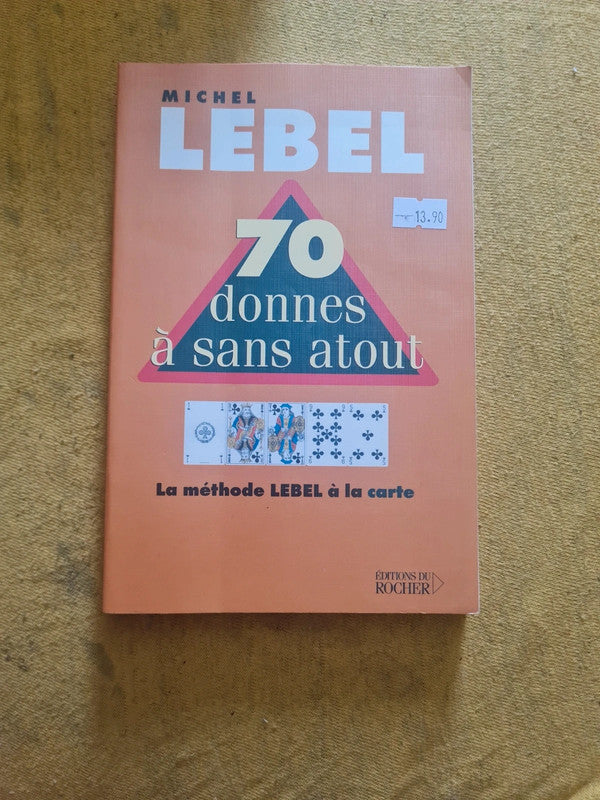 MICHEL
LEBEL
€ 13.90
70
donnes
à sans atout
La méthode LEBEL à la carte
ÉDITIONS DU
ROCHER